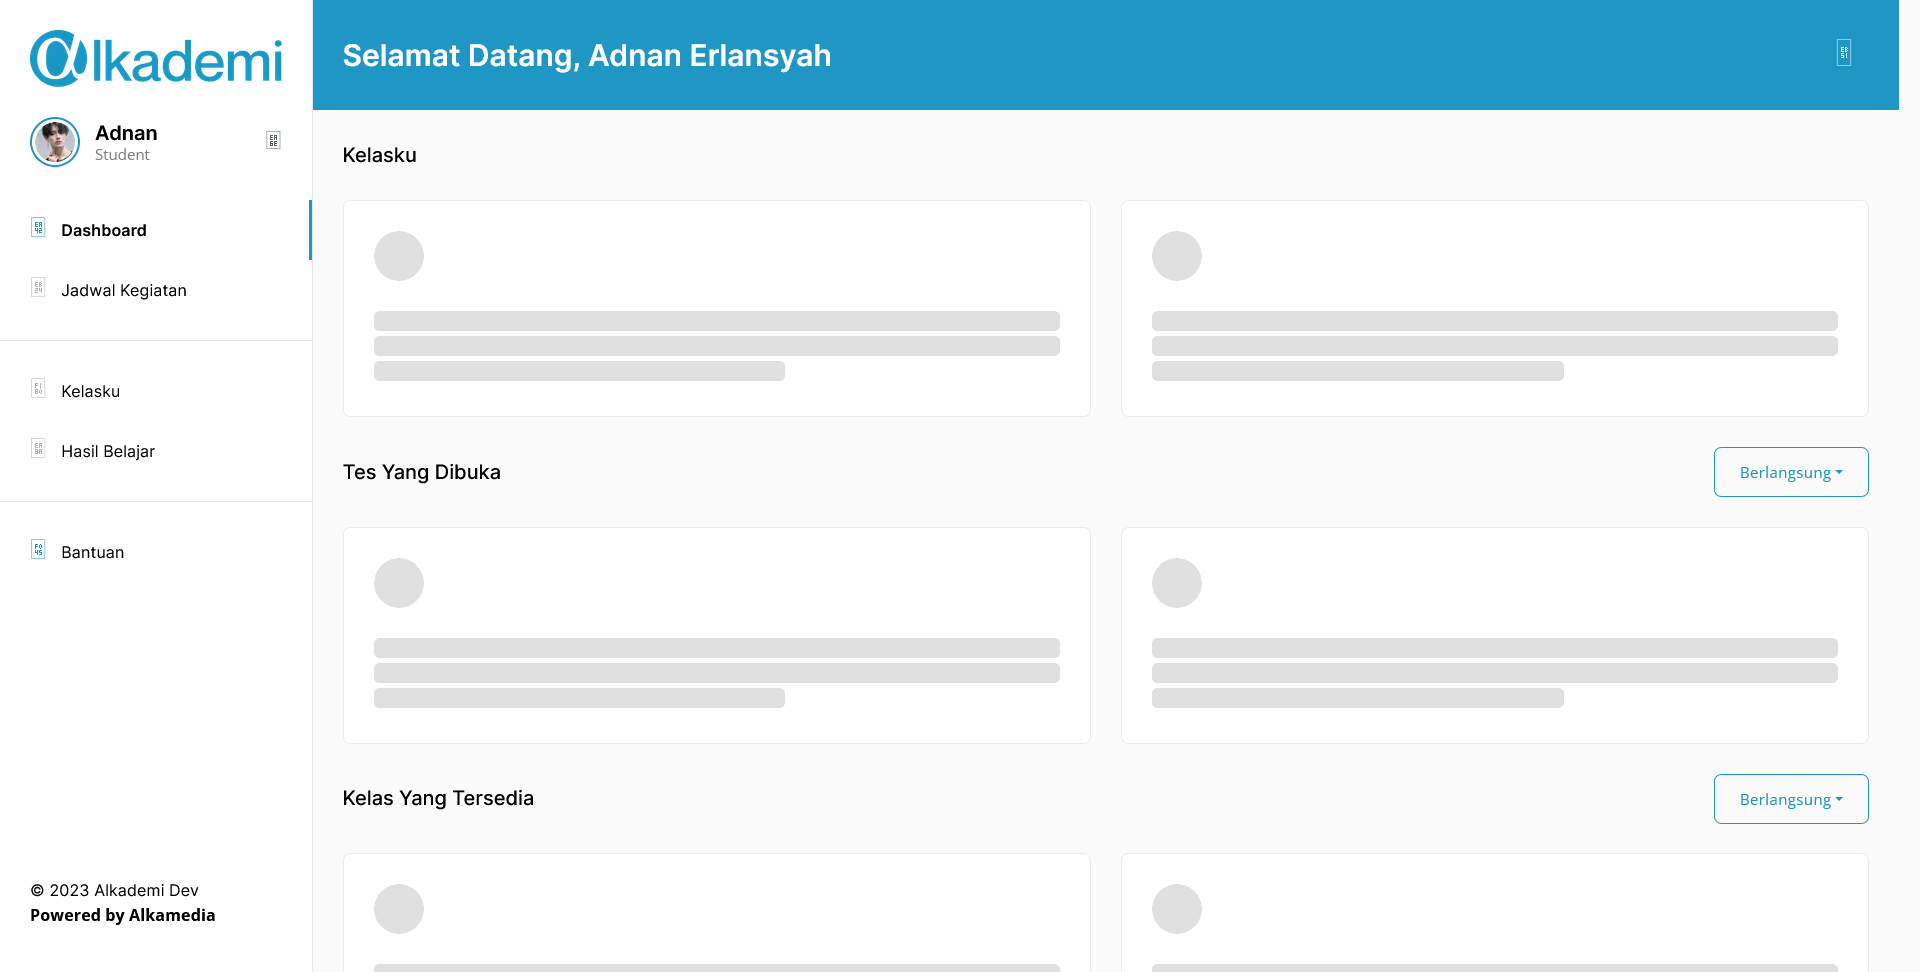 Alkademi
Adnan
Student
Dashboard
Jadwal Kegiatan
Kelasku
Hasil Belajar
Bantuan
© 2023 Alkademi Dev
Powered by Alkamedia
Selamat Datang, Adnan Erlansyah
Kelasku
Tes Yang Dibuka
Berlangsung
Kelas Yang Tersedia
Berlangsung